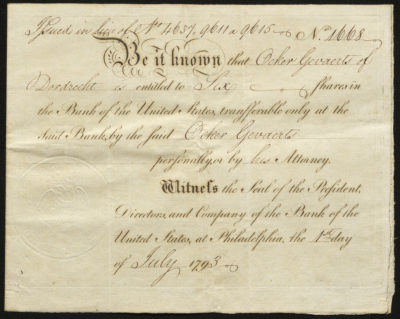 Issued in lieu of No 4637, 9611 a 9615 No 1668
Be it known that Ocker Gevaerts of
Dordrecht is entitled to Six Shares in
the Bank of the United States, transferrable only at the
Said Bank, by the said Ocker Gevaerts
personally, or by his Attorney.
Witness the Seal of the President,
Directors, and Company of the Bank of the
United States, at Philadelphia, the 1st day
of July 1793